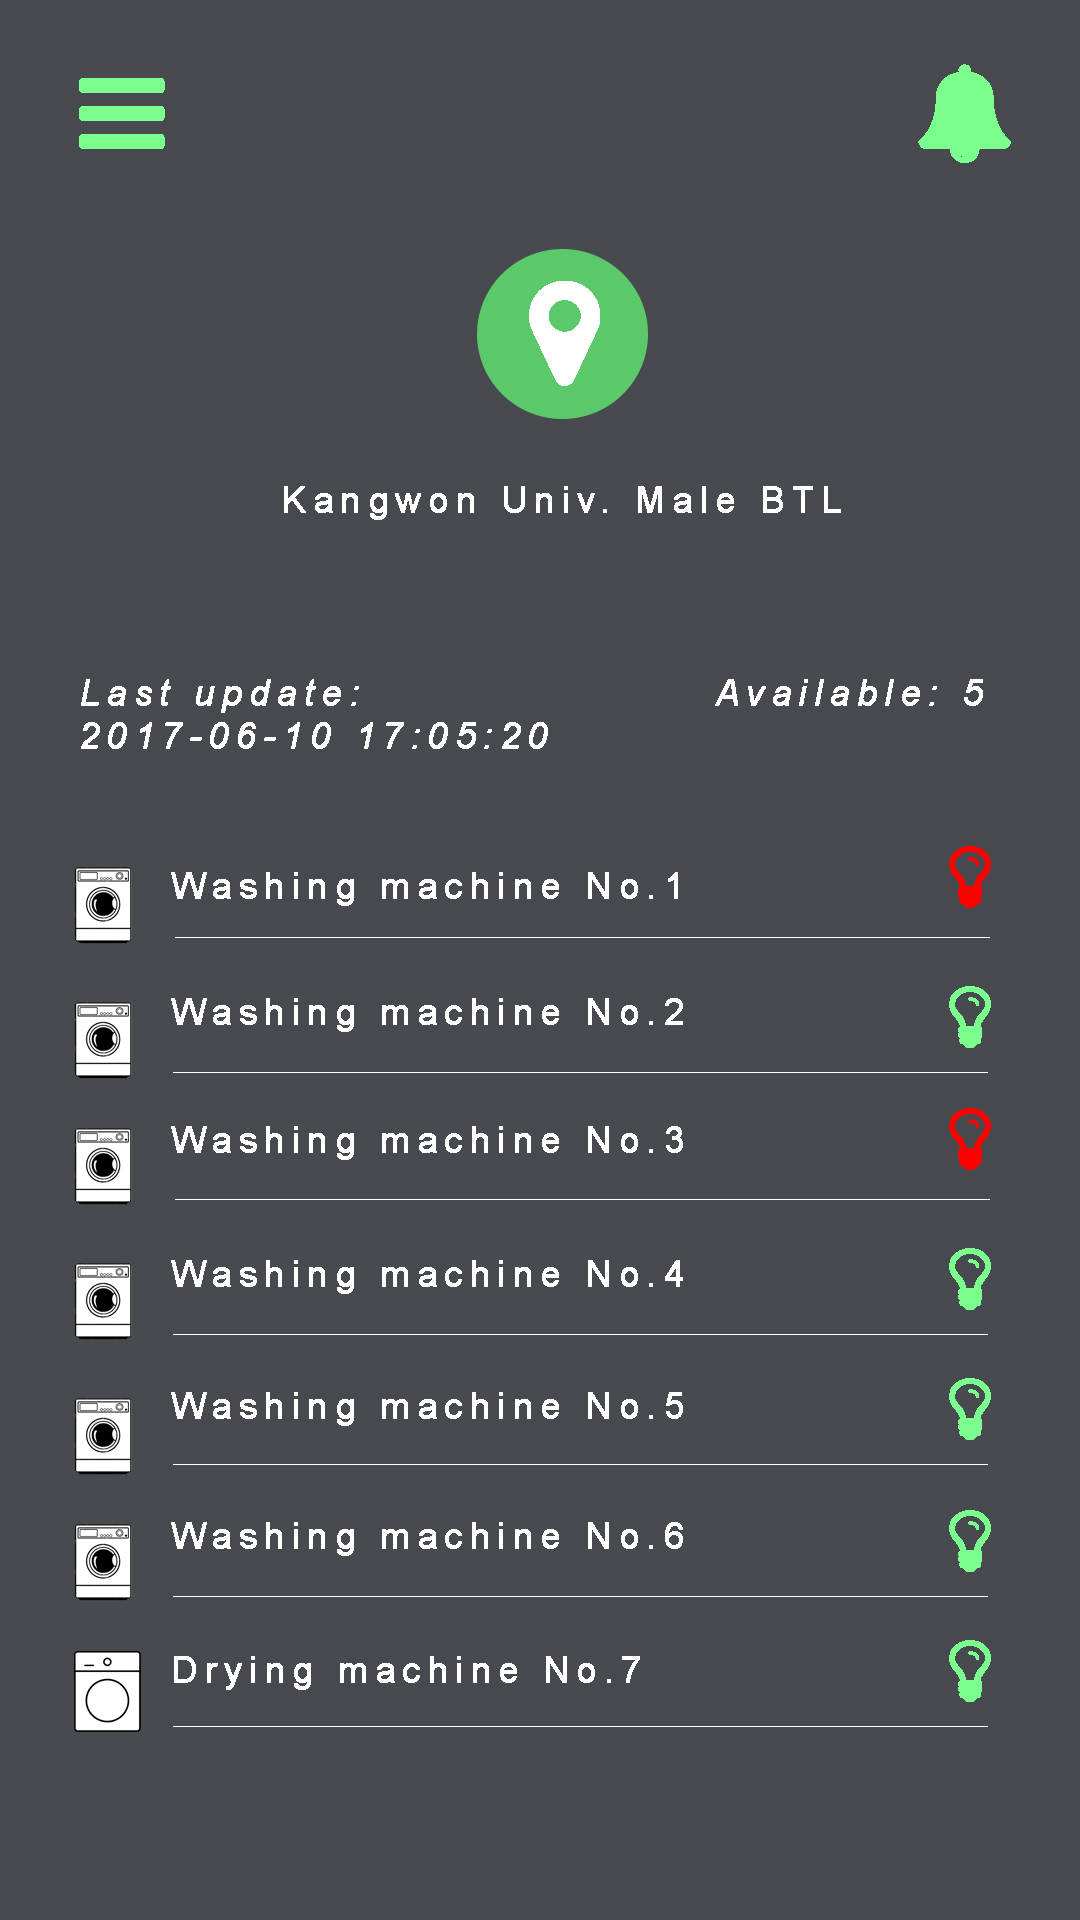 Kangwon Univ. Male BTL
Last update:
Available: 5
2017-06-10 17:05:20
Washing machine No.1
Washing machine No.2
Washing machine No.3
Washing machine No.4
Washing machine No.5
Washing machine No.6
Drying machine No.7